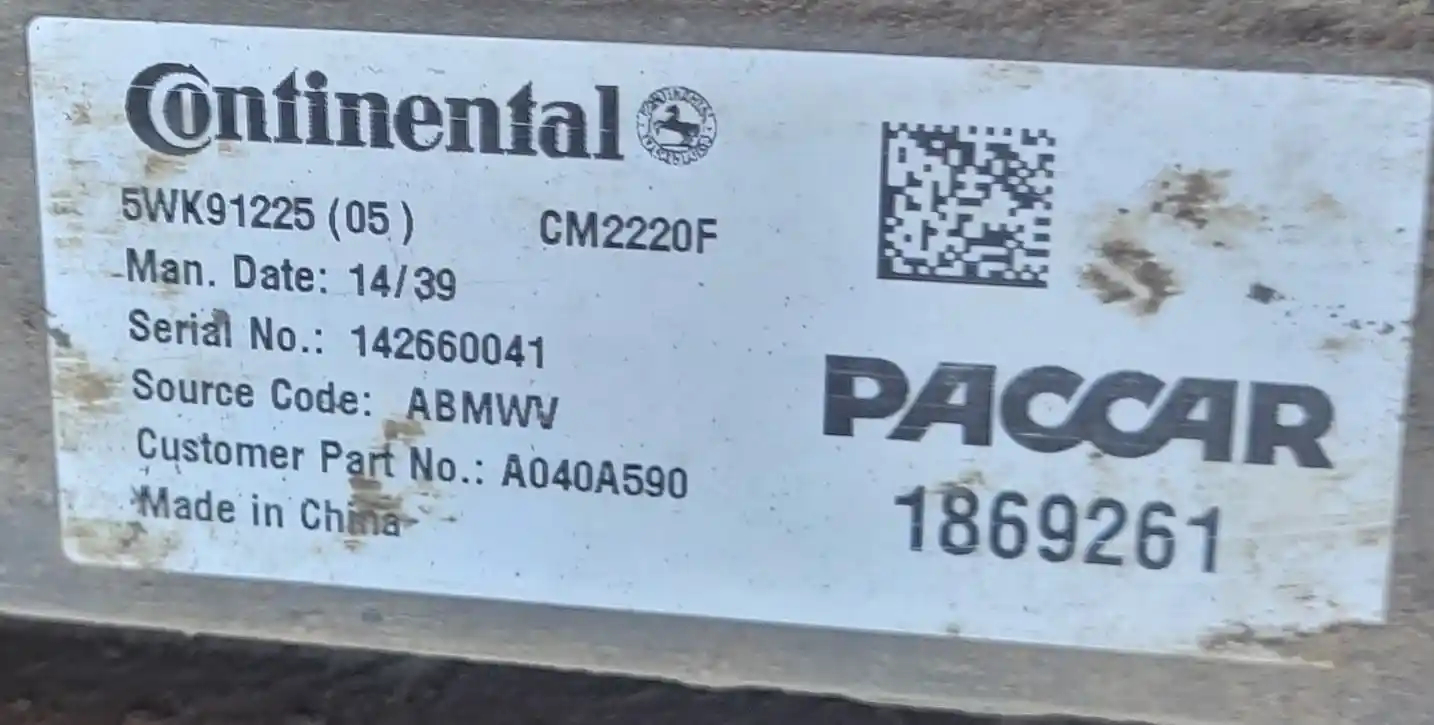 Continental
5WK91225 (05 ) CM2220F
Man. Date: 14/39
Serial No.: 142660041
Source Code: ABMWV
Customer Part No.: A040A590
Made in China
PACCAR
1869261